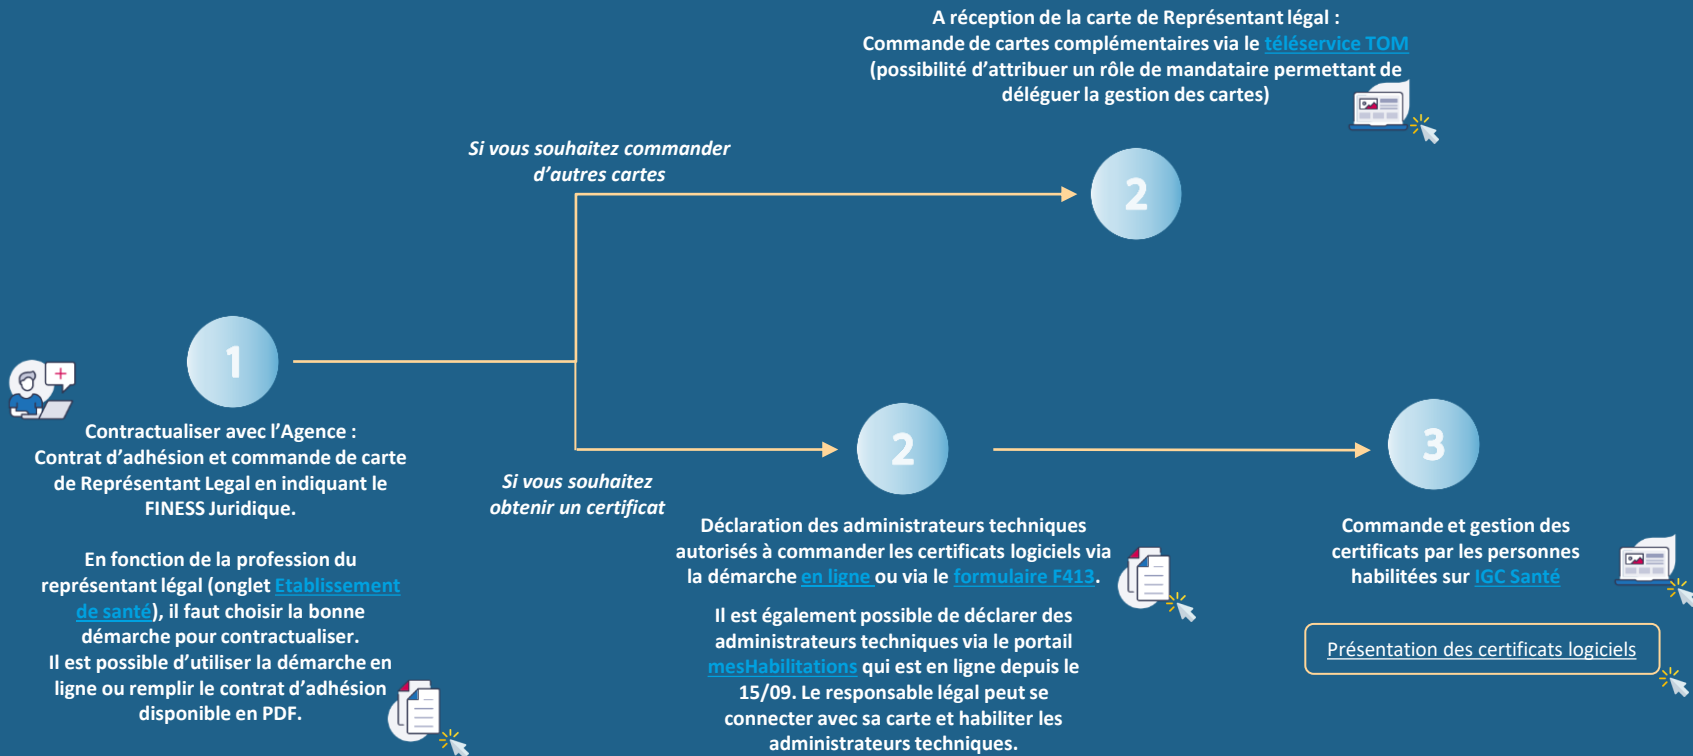 A réception de la carte de Représentant légal :
Commande de cartes complémentaires via le téléservice TOM
(possibilité d'attribuer un rôle de mandataire permettant de
déléguer la gestion des cartes)
Si vous souhaitez commander
d'autres cartes
2
1
Contractualiser avec l'Agence :
Contrat d'adhésion et commande de carte
de Représentant Legal en indiquant le
FINESS Juridique.
En fonction de la profession du
représentant légal (onglet Etablissement
de santé), il faut choisir la bonne
démarche pour contractualiser.
Il est possible d'utiliser la démarche en
ligne ou remplir le contrat d'adhésion
disponible en PDF.
Si vous souhaitez
obtenir un certificat
2
Déclaration des administrateurs techniques
autorisés à commander les certificats logiciels via
la démarche en ligne ou via le formulaire F413.
Il est également possible de déclarer des
administrateurs techniques via le portail
mesHabilitations qui est en ligne depuis le
15/09. Le responsable légal peut se
connecter avec sa carte et habiliter les
administrateurs techniques.
3
Commande et gestion des
certificats par les personnes
habilitées sur IGC Santé
Présentation des certificats logiciels